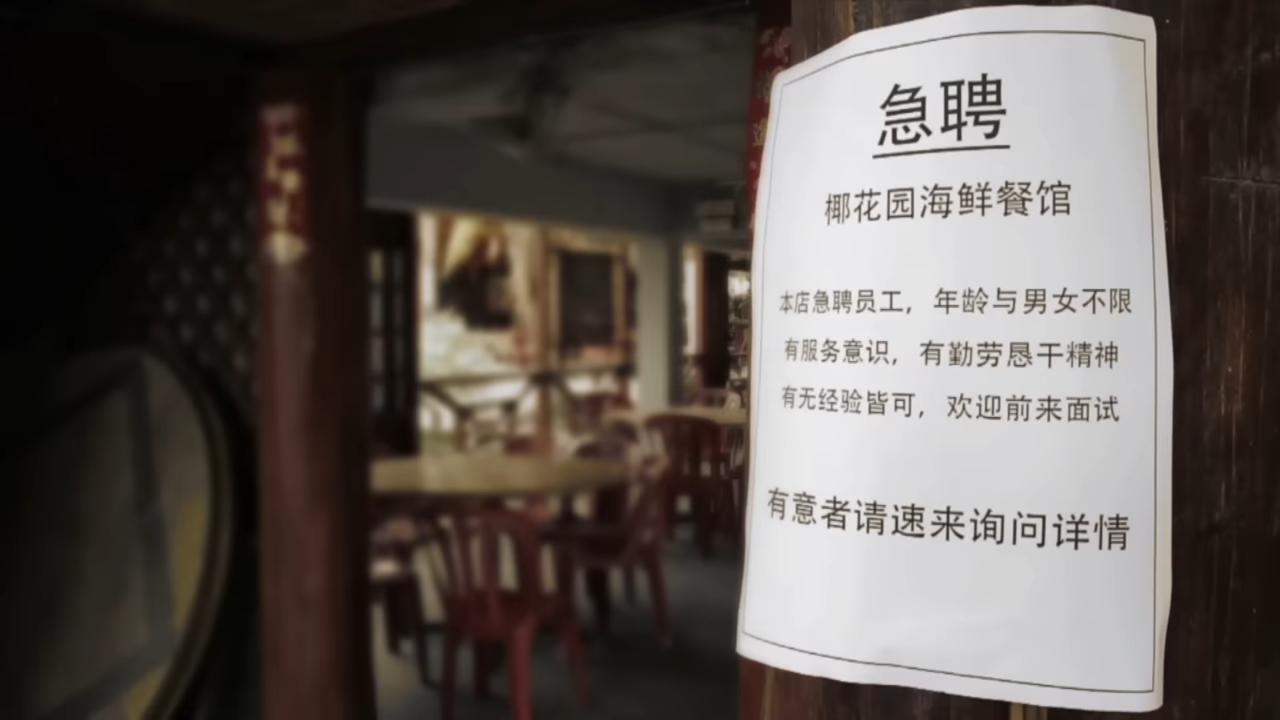 急聘
椰花园海鲜餐馆
本店急聘员工，年龄与男女不限
有服务意识，有勤劳恳干精神
有无经验皆可，欢迎前来面试
有意者请速来询问详情